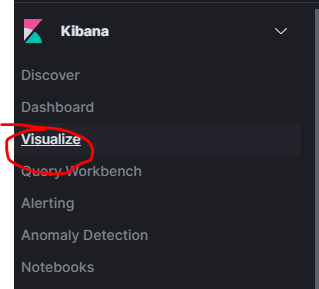 Kibana
Discover
Dashboard
Visualize
Query Workbench
Alerting
Anomaly Detection
Notebooks